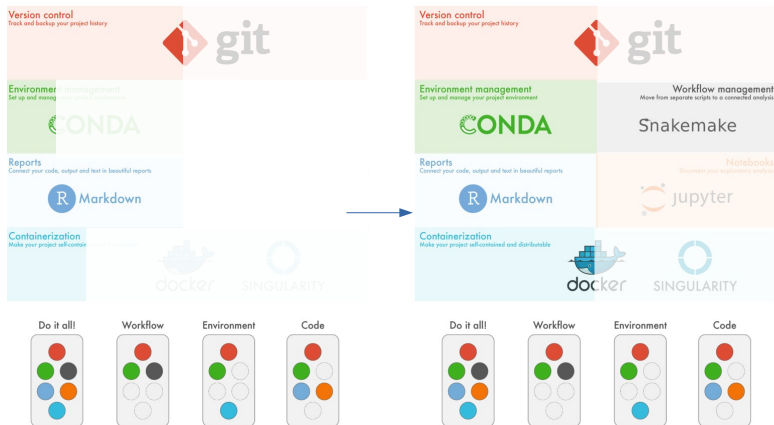 Version control
Track and backup your project history
git
Environment management
Set up and manage
CONDA
Reports
Connect your code, output and text in beautiful reports
R Markdown
Containerization
Make your project self-contain
docker
SINGULARITY
Do it all!
Workflow
Environment
Code
Version control
Track and backup your project history
git
Environment management
Set up and manage your project environment
CONDA
Workflow management
Move from separate scripts to a connected analysis
Snakemake
Reports
Connect your code, output and text in beautiful reports
R Markdown
Notebooks
Document your exploratory analysis
jupyter
Containerization
Make your project self-contained and distributable
docker
SINGULARITY
Do it all!
Workflow
Environment
Code